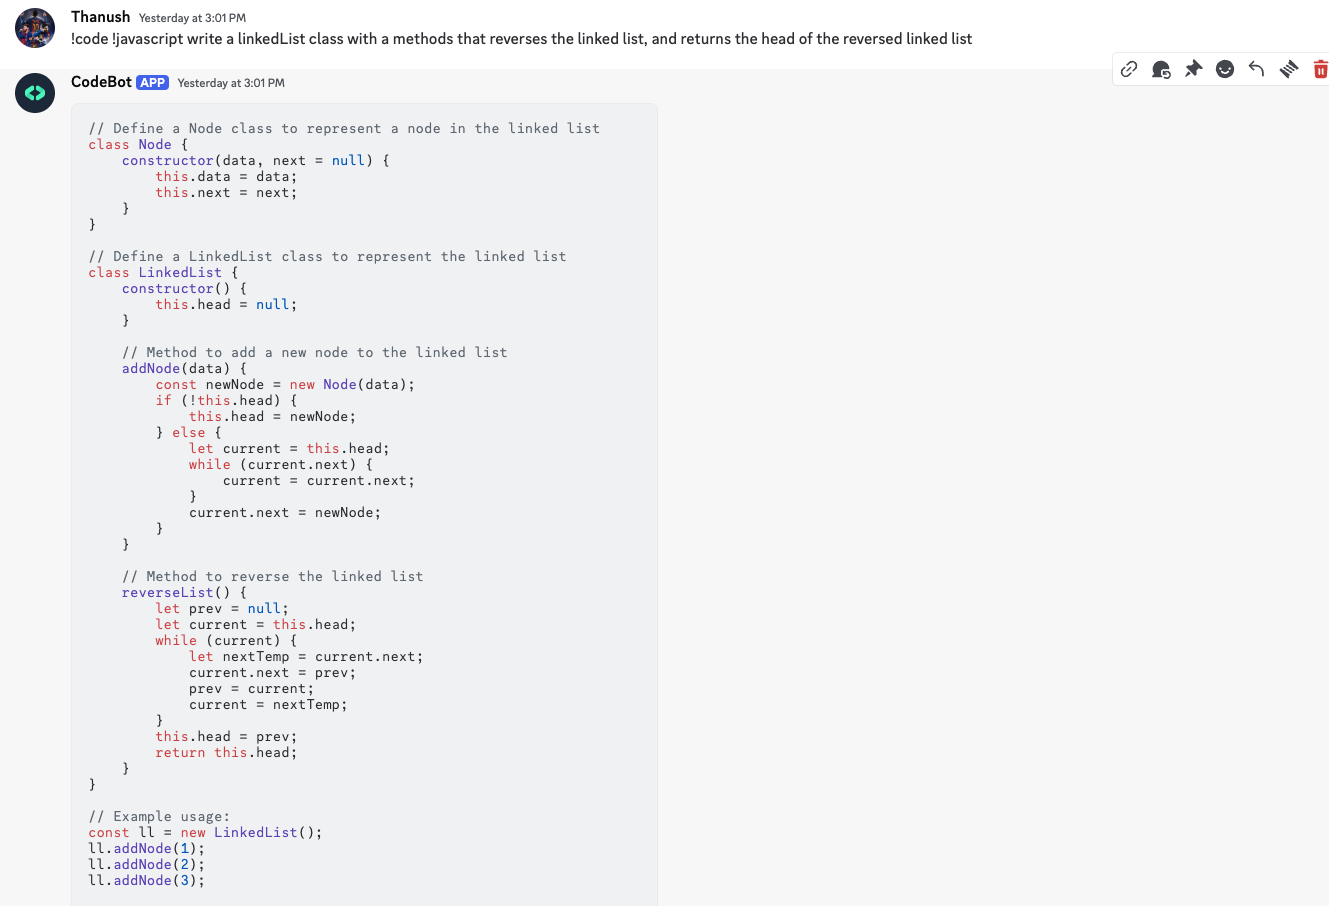 Thanush Yesterday at 3:01 PM
!code !javascript write a linkedList class with a methods that reverses the linked list, and returns the head of the reversed linked list
CodeBot APP Yesterday at 3:01 PM
// Define a Node class to represent a node in the linked list
class Node {
    constructor(data, next = null) {
        this.data = data;
        this.next = next;
    }
}

// Define a LinkedList class to represent the linked list
class LinkedList {
    constructor() {
        this.head = null;
    }

    // Method to add a new node to the linked list
    addNode(data) {
        const newNode = new Node(data);
        if (!this.head) {
            this.head = newNode;
        } else {
            let current = this.head;
            while (current.next) {
                current = current.next;
            }
            current.next = newNode;
        }
    }

    // Method to reverse the linked list
    reverseList() {
        let prev = null;
        let current = this.head;
        while (current) {
            let nextTemp = current.next;
            current.next = prev;
            prev = current;
            current = nextTemp;
        }
        this.head = prev;
        return this.head;
    }
}

// Example usage:
const ll = new LinkedList();
ll.addNode(1);
ll.addNode(2);
ll.addNode(3);